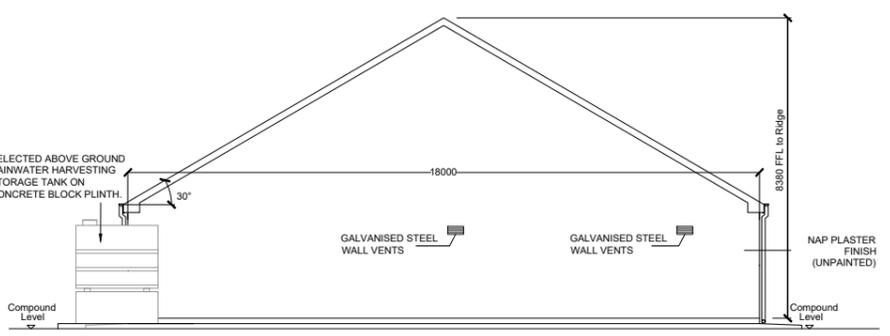 ELECTED ABOVE GROUND
AINWATER HARVESTING
TORAGE TANK ON
ONCRETE BLOCK PLINTH.
18000
8380 FFL to Ridge
30°
GALVANISED STEEL
WALL VENTS
GALVANISED STEEL
WALL VENTS
NAP PLASTER
FINISH
(UNPAINTED)
Compound
Level
Compound
Level